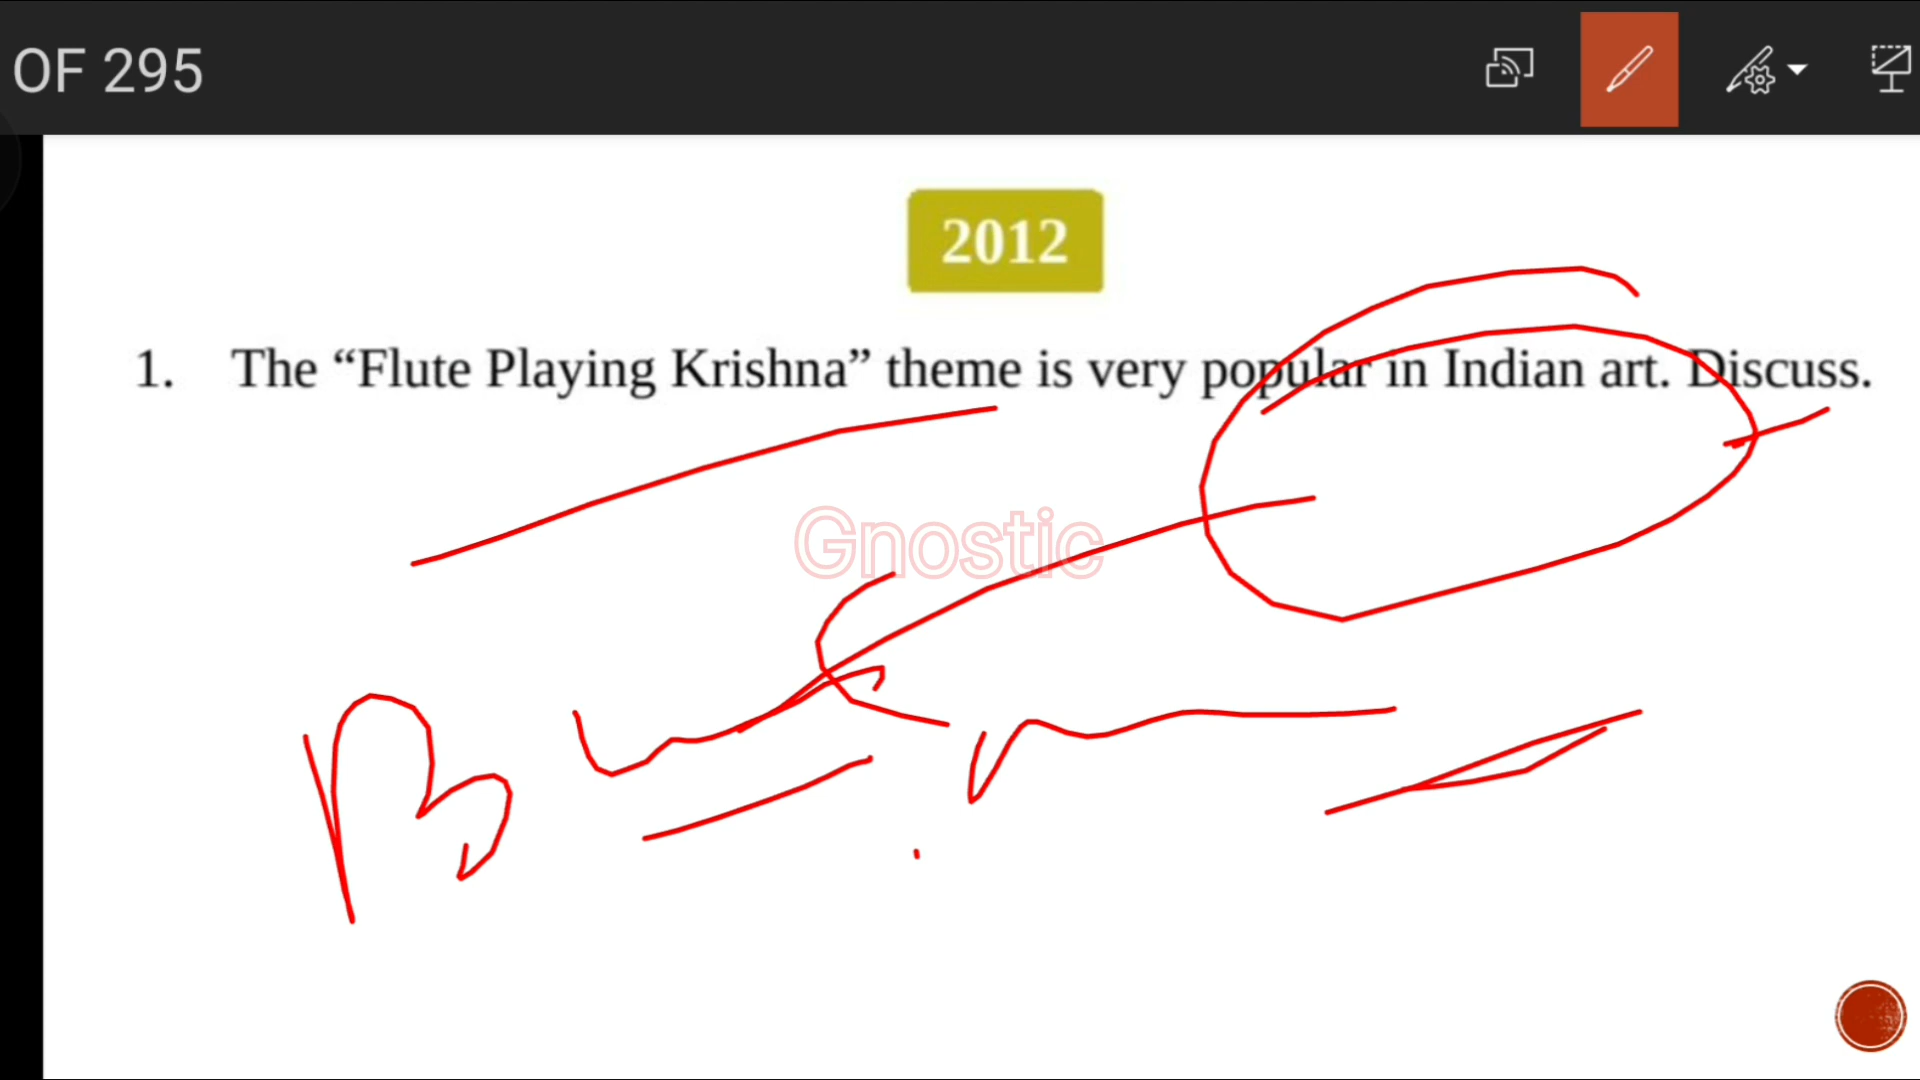 OF 295
2012
1. The “Flute Playing Krishna” theme is very popular in Indian art. Discuss.
Gnostic